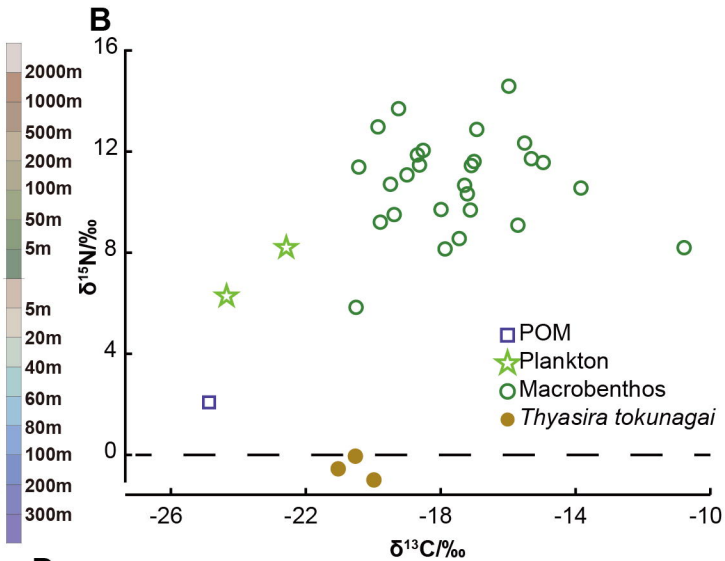 B
2000m
1000m
500m
200m
100m
50m
5m
5m
20m
40m
60m
80m
100m
200m
300m
16
12
8
4
0
δ¹⁵N/‰
POM
Plankton
Macrobenthos
Thyasira tokunagai
-26 -22 -18 -14 -10
δ¹³C/‰